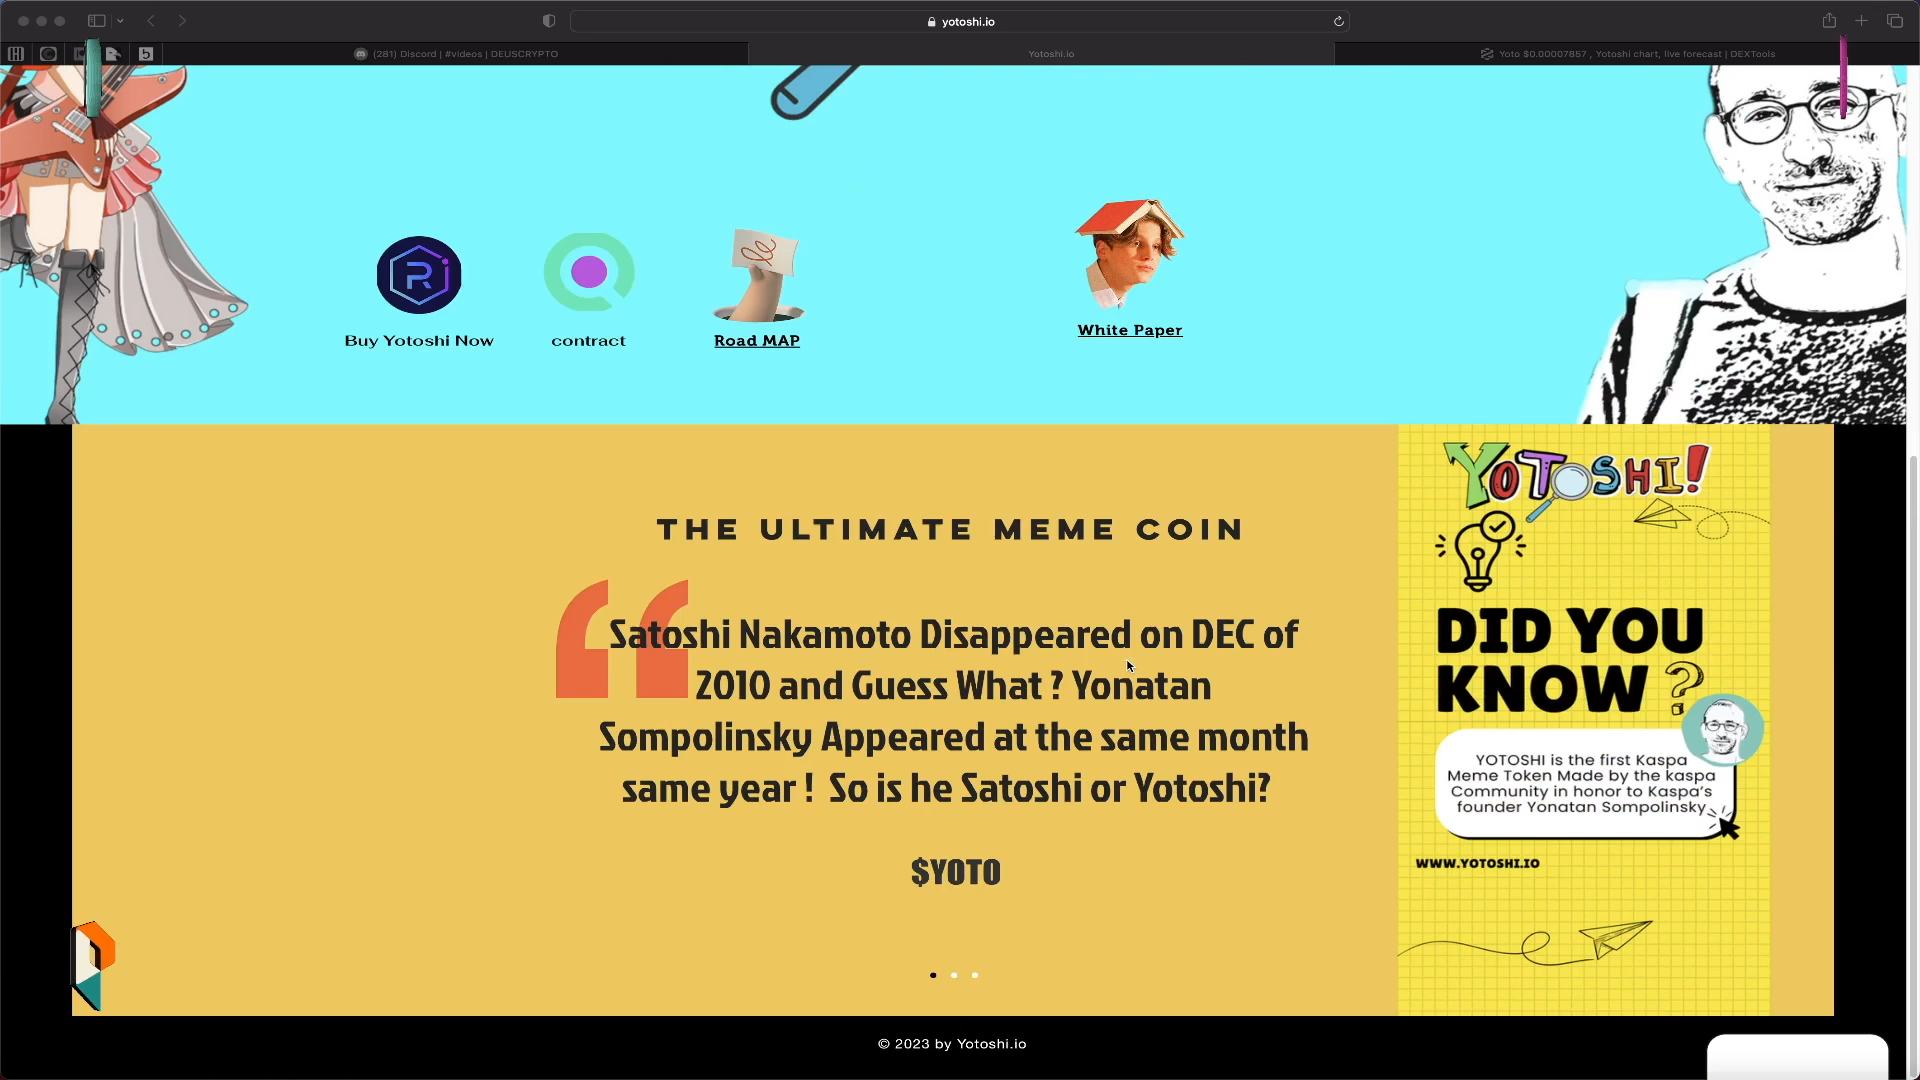 yotoshi.io
(281) Discord | #videos | DEUSCRYPTO
Yotoshi.io
Yoto $0.00007857 , Yotoshi chart, live forecast | DEXTools
Buy Yotoshi Now
contract
Road MAP
White Paper
THE ULTIMATE MEME COIN
Satoshi Nakamoto Disappeared on DEC of
2010 and Guess What ? Yonatan
Sompolinsky Appeared at the same month
same year ! So is he Satoshi or Yotoshi?
$YOTO
YOTOSHI!
DID YOU
KNOW ?
YOTOSHI is the first Kaspa
Meme Token Made by the kaspa
Community in honor to Kaspa's
founder Yonatan Sompolinsky
WWW.YOTOSHI.IO
© 2023 by Yotoshi.io